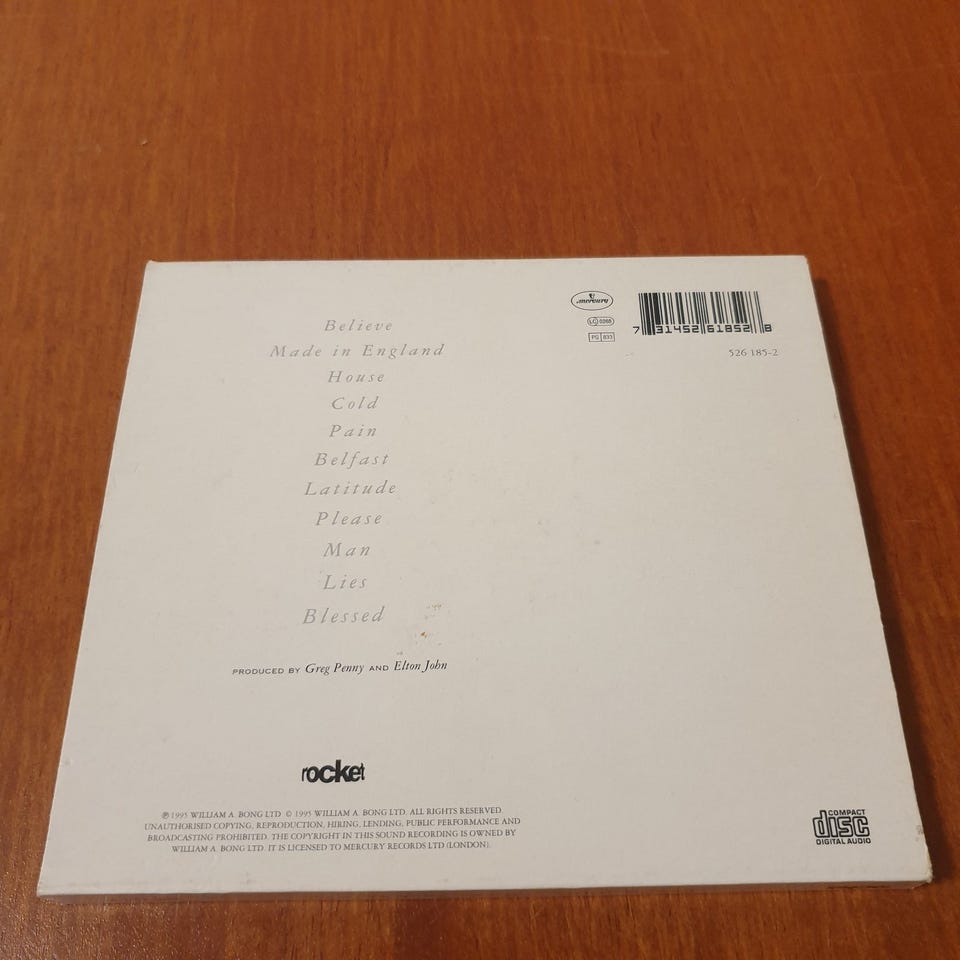 Believe
Made in England
House
Cold
Pain
Belfast
Latitude
Please
Man
Lies
Blessed
PRODUCED BY Greg Penny AND Elton John
mercury
LC 0268
PG 833
7 31452 61852 8
526 185-2
rocket
℗ 1995 WILLIAM A. BONG LTD © 1995 WILLIAM A. BONG LTD. ALL RIGHTS RESERVED.
UNAUTHORISED COPYING, REPRODUCTION, HIRING, LENDING, PUBLIC PERFORMANCE AND
BROADCASTING PROHIBITED. THE COPYRIGHT IN THIS SOUND RECORDING IS OWNED BY
WILLIAM A. BONG LTD. IT IS LICENSED TO MERCURY RECORDS LTD (LONDON).
COMPACT
disc
DIGITAL AUDIO